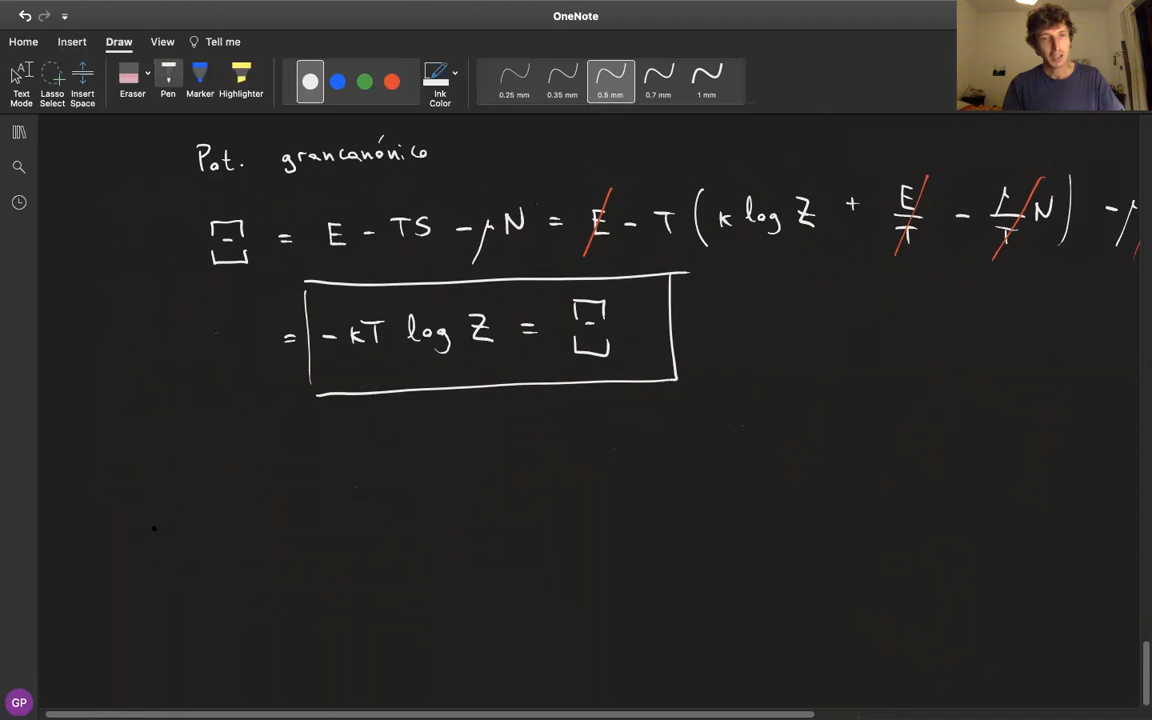 OneNote
Home Insert Draw View Tell me
Text Mode Lasso Select Insert Space Eraser Pen Marker Highlighter Ink Color 0.25 mm 0.35 mm 0.5 mm 0.7 mm 1 mm
Pot. grancanónico
Ξ = E - TS - μN = E - T ( k log Z + E/T - μ/T N ) - μ
= - kT log Z = Ξ
GP